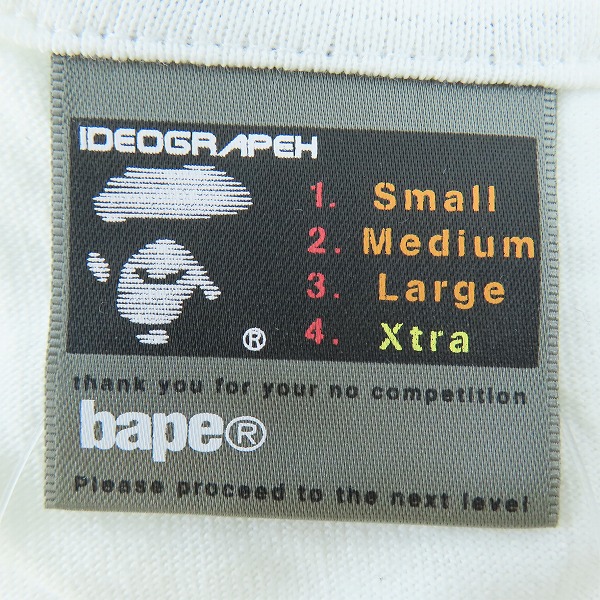 IDEOGRAPEH
1. Small
2. Medium
3. Large
4. Xtra
®
thank you for your no competition
bape®
Please proceed to the next level